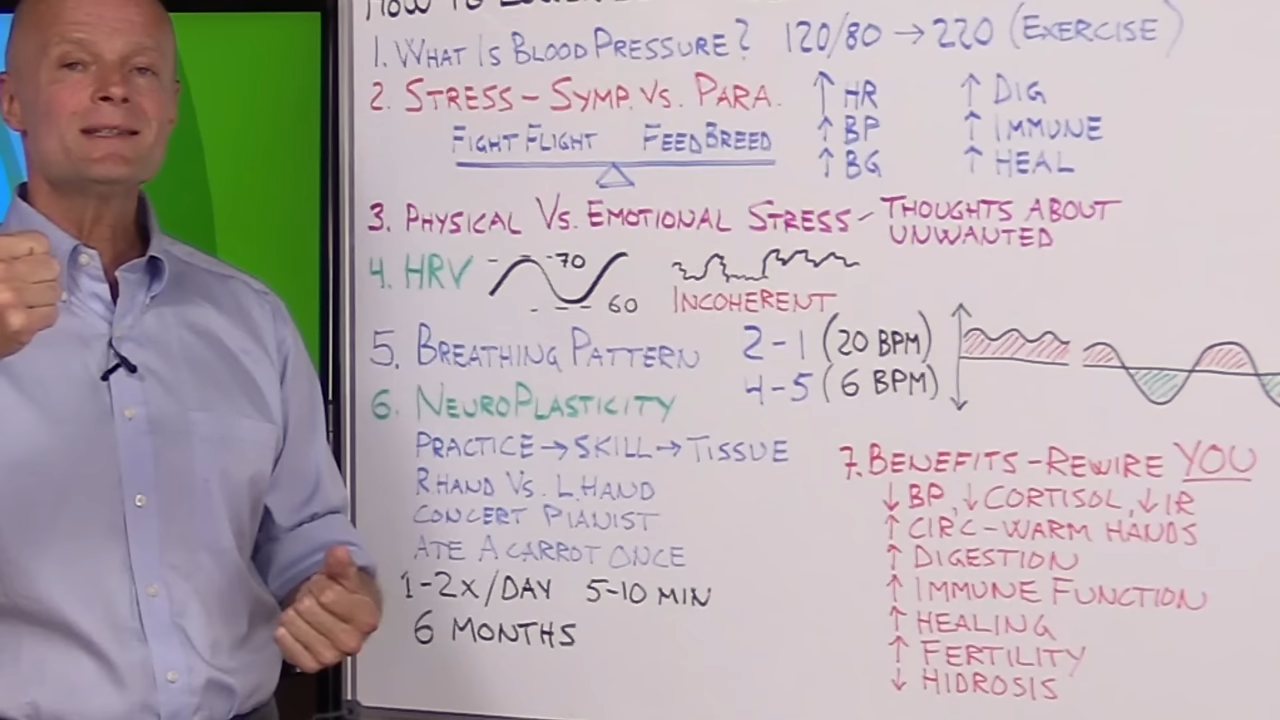 HOW TO LOWER
1. WHAT IS BLOOD PRESSURE? 120/80 → 220 (EXERCISE)
2. STRESS - SYMP. VS. PARA. ↑ HR ↑ DIG
FIGHT FLIGHT FEED BREED ↑ BP ↑ IMMUNE
↑ BG ↑ HEAL
3. PHYSICAL VS. EMOTIONAL STRESS - THOUGHTS ABOUT
UNWANTED
4. HRV 70
60 INCOHERENT
5. BREATHING PATTERN 2-1 (20 BPM)
4-5 (6 BPM)
6. NEUROPLASTICITY
PRACTICE → SKILL → TISSUE
R.HAND VS. L.HAND
CONCERT PIANIST
ATE A CARROT ONCE
1-2X/DAY 5-10 MIN
6 MONTHS
7. BENEFITS - REWIRE YOU
↓ BP, ↓ CORTISOL, ↓ IR
↑ CIRC-WARM HANDS
↑ DIGESTION
↑ IMMUNE FUNCTION
↑ HEALING
↑ FERTILITY
↓ HIDROSIS